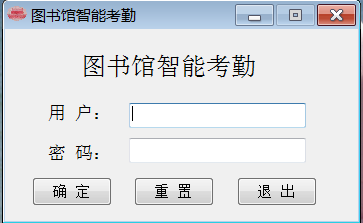 图书馆智能考勤
图书馆智能考勤
用 户：
密 码：
确 定 重 置 退 出